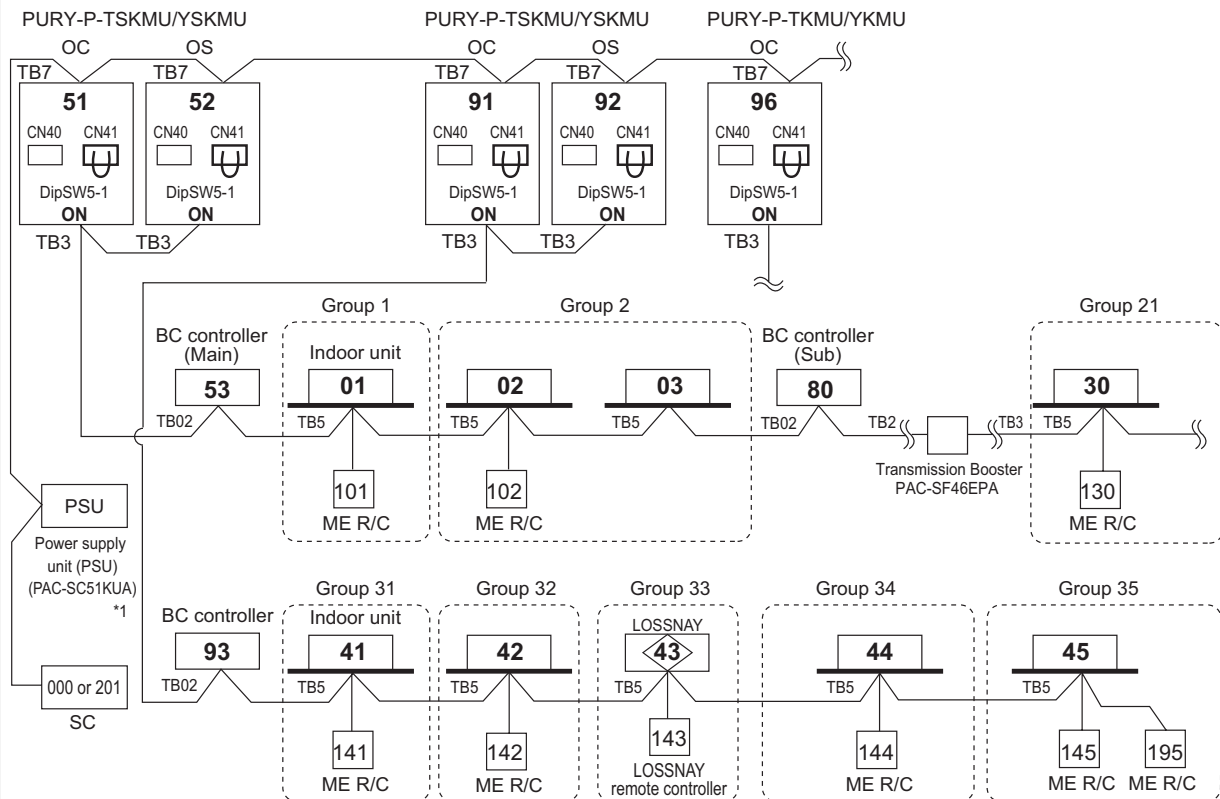 PURY-P-TSKMU/YSKMU PURY-P-TSKMU/YSKMU PURY-P-TKMU/YKMU
OC OS OC OS OC
TB7 TB7 TB7 TB7 TB7
51 52 91 92 96
CN40 CN41 CN40 CN41 CN40 CN41 CN40 CN41 CN40 CN41
DipSW5-1 DipSW5-1 DipSW5-1 DipSW5-1 DipSW5-1
ON ON ON ON ON
TB3 TB3 TB3 TB3 TB3
Group 1 Group 2 Group 21
BC controller
(Main)
Indoor unit
BC controller
(Sub)
53 01 02 03 80 30
TB02 TB5 TB5 TB5 TB02 TB2 TB3 TB5
Transmission Booster
PAC-SF46EPA
101 102 130
ME R/C ME R/C ME R/C
PSU
Power supply
unit (PSU)
(PAC-SC51KUA)
*1
000 or 201
SC
Group 31 Group 32 Group 33 Group 34 Group 35
BC controller Indoor unit LOSSNAY
93 41 42 43 44 45
TB02 TB5 TB5 TB5 TB5 TB5
141 142 143 144 145 195
ME R/C ME R/C LOSSNAY
remote controller
ME R/C ME R/C ME R/C